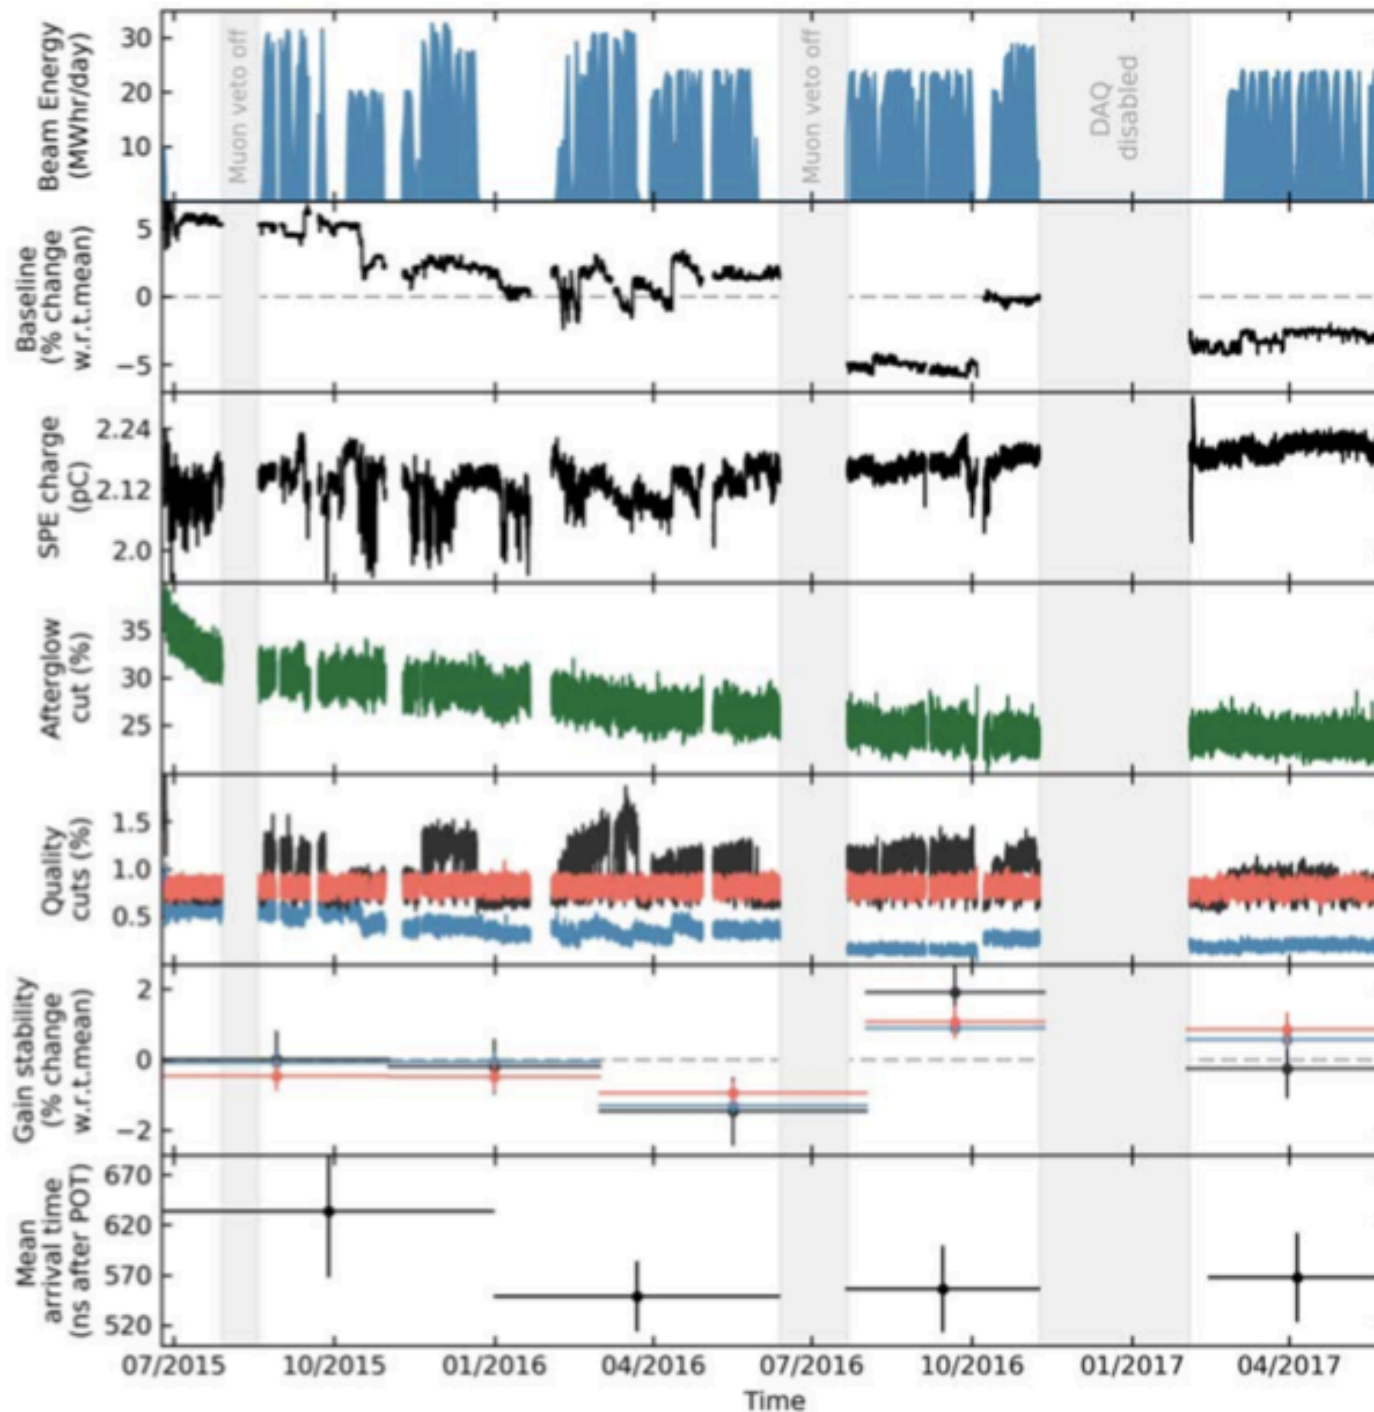 Beam Energy
(MWhr/day)
30
20
10
Muon veto off
Muon veto off
DAQ
disabled
Baseline
(% change
w.r.t.mean)
5
0
−5
SPE charge
(pC)
2.24
2.12
2.0
Afterglow
cut (%)
35
30
25
Quality
cuts (%)
1.5
1.0
0.5
Gain stability
(% change
w.r.t.mean)
2
0
−2
Mean
arrival time
(ns after POT)
670
620
570
520
07/2015 10/2015 01/2016 04/2016 07/2016 10/2016 01/2017 04/2017
Time